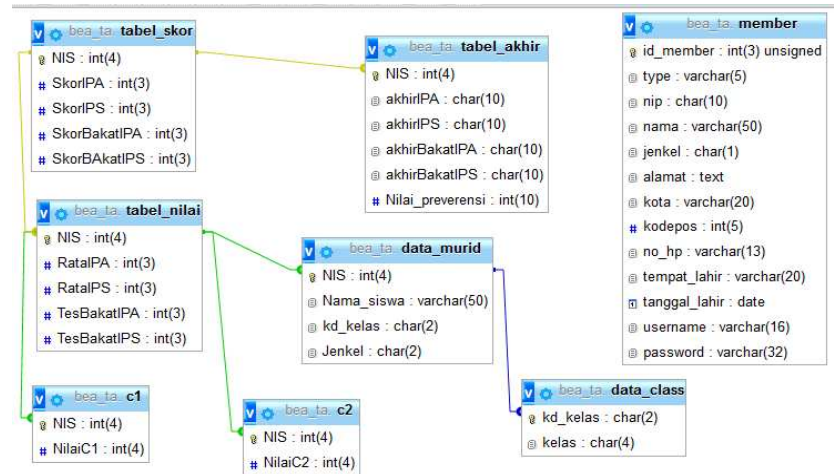 bea_ta. tabel_skor
NIS : int(4)
SkorIPA : int(3)
SkorIPS : int(3)
SkorBakatIPA : int(3)
SkorBAkatIPS : int(3)
bea_ta. tabel_akhir
NIS : int(4)
akhirIPA : char(10)
akhirIPS : char(10)
akhirBakatIPA : char(10)
akhirBakatIPS : char(10)
Nilai_preverensi : int(10)
bea_ta. member
id_member : int(3) unsigned
type : varchar(5)
nip : char(10)
nama : varchar(50)
jenkel : char(1)
alamat : text
kota : varchar(20)
kodepos : int(5)
no_hp : varchar(13)
tempat_lahir : varchar(20)
tanggal_lahir : date
username : varchar(16)
password : varchar(32)
bea_ta. tabel_nilai
NIS : int(4)
RataIPA : int(3)
RataIPS : int(3)
TesBakatIPA : int(3)
TesBakatIPS : int(3)
bea_ta. data_murid
NIS : int(4)
Nama_siswa : varchar(50)
kd_kelas : char(2)
Jenkel : char(2)
bea_ta. c1
NIS : int(4)
NilaiC1 : int(4)
bea_ta. c2
NIS : int(4)
NilaiC2 : int(4)
bea_ta. data_class
kd_kelas : char(2)
kelas : char(4)